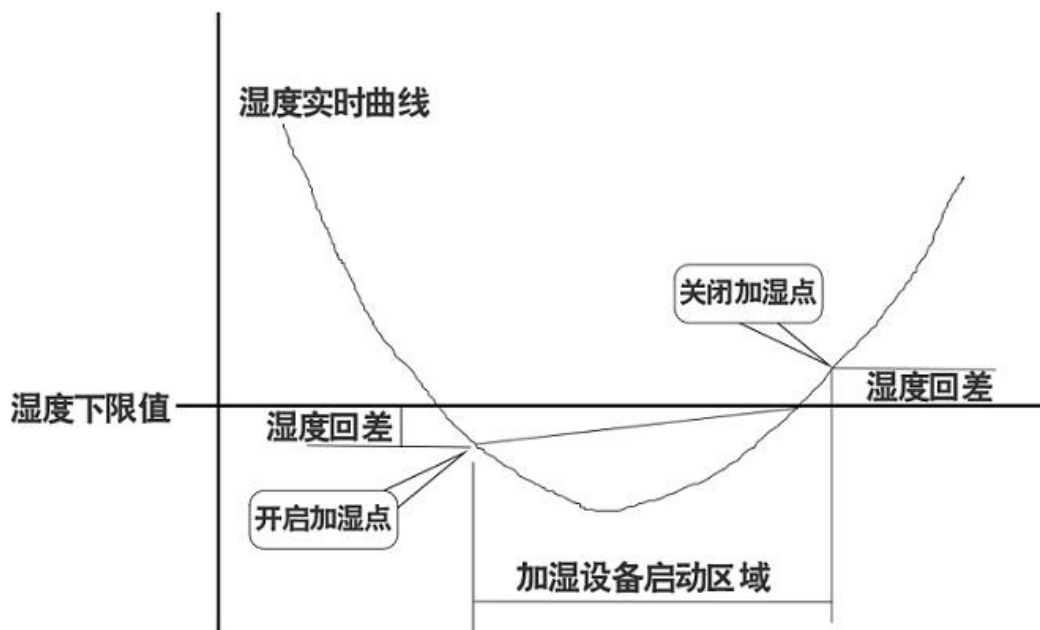 湿度实时曲线
关闭加湿点
湿度回差
湿度下限值
湿度回差
开启加湿点
加湿设备启动区域